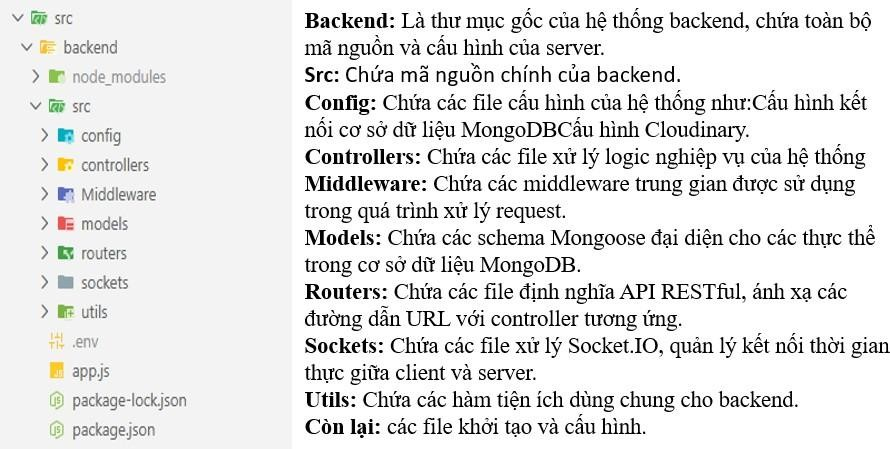 src
backend
node_modules
src
config
controllers
Middleware
models
routers
sockets
utils
.env
app.js
package-lock.json
package.json
Backend: Là thư mục gốc của hệ thống backend, chứa toàn bộ
mã nguồn và cấu hình của server.
Src: Chứa mã nguồn chính của backend.
Config: Chứa các file cấu hình của hệ thống như:Cấu hình kết
nối cơ sở dữ liệu MongoDBCấu hình Cloudinary.
Controllers: Chứa các file xử lý logic nghiệp vụ của hệ thống
Middleware: Chứa các middleware trung gian được sử dụng
trong quá trình xử lý request.
Models: Chứa các schema Mongoose đại diện cho các thực thể
trong cơ sở dữ liệu MongoDB.
Routers: Chứa các file định nghĩa API RESTful, ánh xạ các
đường dẫn URL với controller tương ứng.
Sockets: Chứa các file xử lý Socket.IO, quản lý kết nối thời gian
thực giữa client và server.
Utils: Chứa các hàm tiện ích dùng chung cho backend.
Còn lại: các file khởi tạo và cấu hình.